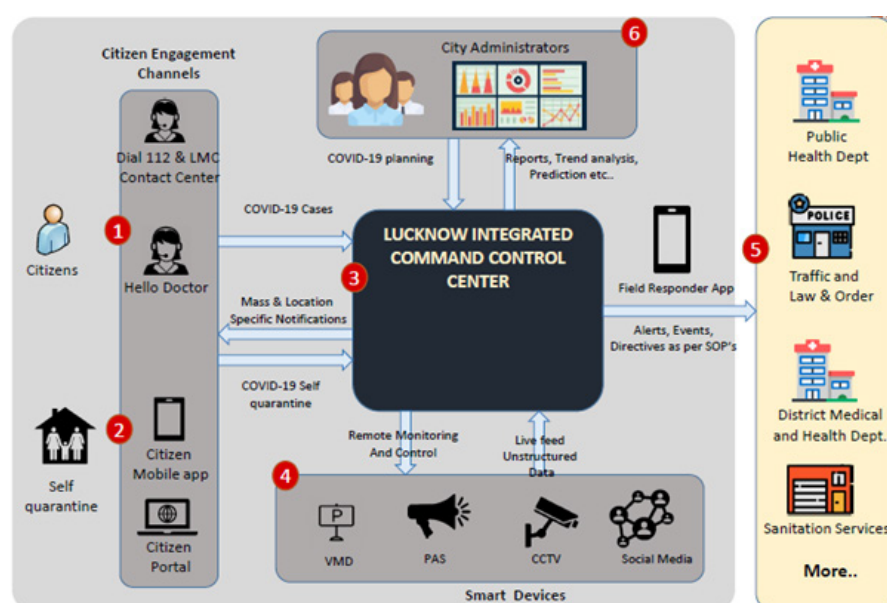 Citizen Engagement
Channels
Dial 112 & LMC
Contact Center
1
Citizens
Hello Doctor
2
Self
quarantine
Citizen
Mobile app
Citizen
Portal
6
City Administrators
COVID-19 planning
Reports, Trend analysis,
Prediction etc..
COVID-19 Cases
3
LUCKNOW INTEGRATED
COMMAND CONTROL
CENTER
Mass & Location
Specific Notifications
COVID-19 Self
quarantine
Field Responder App
Alerts, Events,
Directives as per SOP's
Remote Monitoring
And Control
Live feed
Unstructured
Data
4
P
VMD
PAS
CCTV
Social Media
Smart Devices
5
Public
Health Dept
POLICE
Traffic and
Law & Order
District Medical
and Health Dept.
Sanitation Services
More..